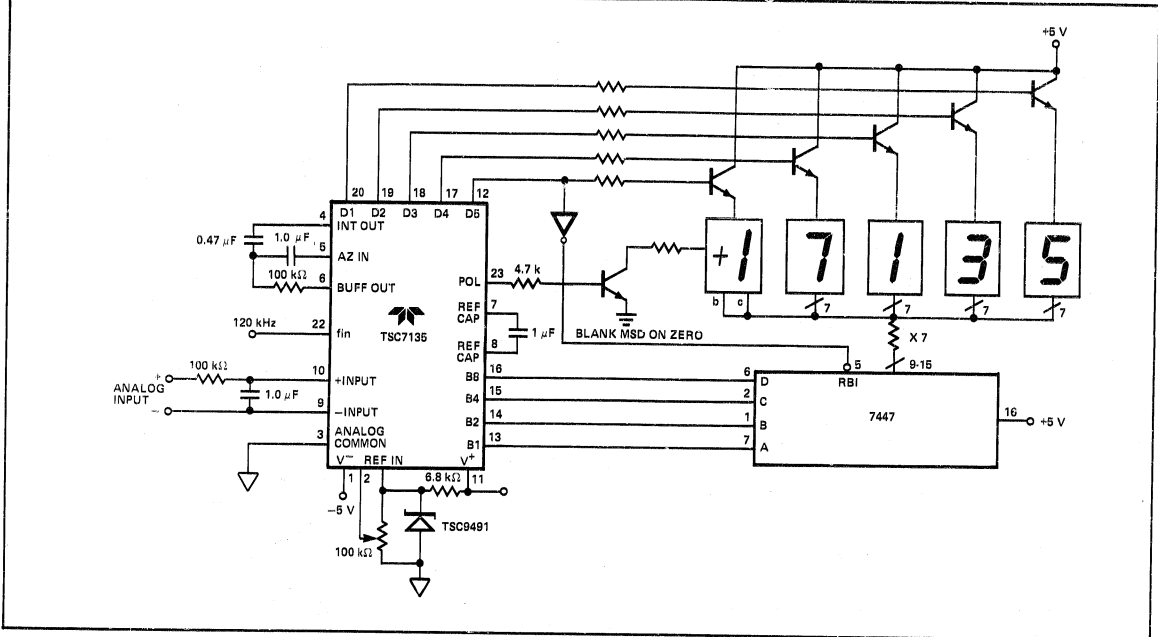 +5 V
20 19 18 17 12
D1 D2 D3 D4 D5
4 INT OUT
0.47 µF
1.0 µF
5 AZ IN
100 kΩ
6 BUFF OUT
120 kHz
22 fin
TSC7135
POL 23
4.7 k
REF CAP 7
1 µF
REF CAP 8
BLANK MSD ON ZERO
+1 7 1 3 5
b c
7 7 7 7
X 7
9-15
+ ANALOG INPUT −
100 kΩ
1.0 µF
10 +INPUT
9 −INPUT
3 ANALOG COMMON
B8 16
B4 15
B2 14
B1 13
6 D
2 C
1 B
7 A
5
RBI
7447
16 +5 V
V− REF IN V+
1 2 11
−5 V
6.8 kΩ
TSC9491
100 kΩ